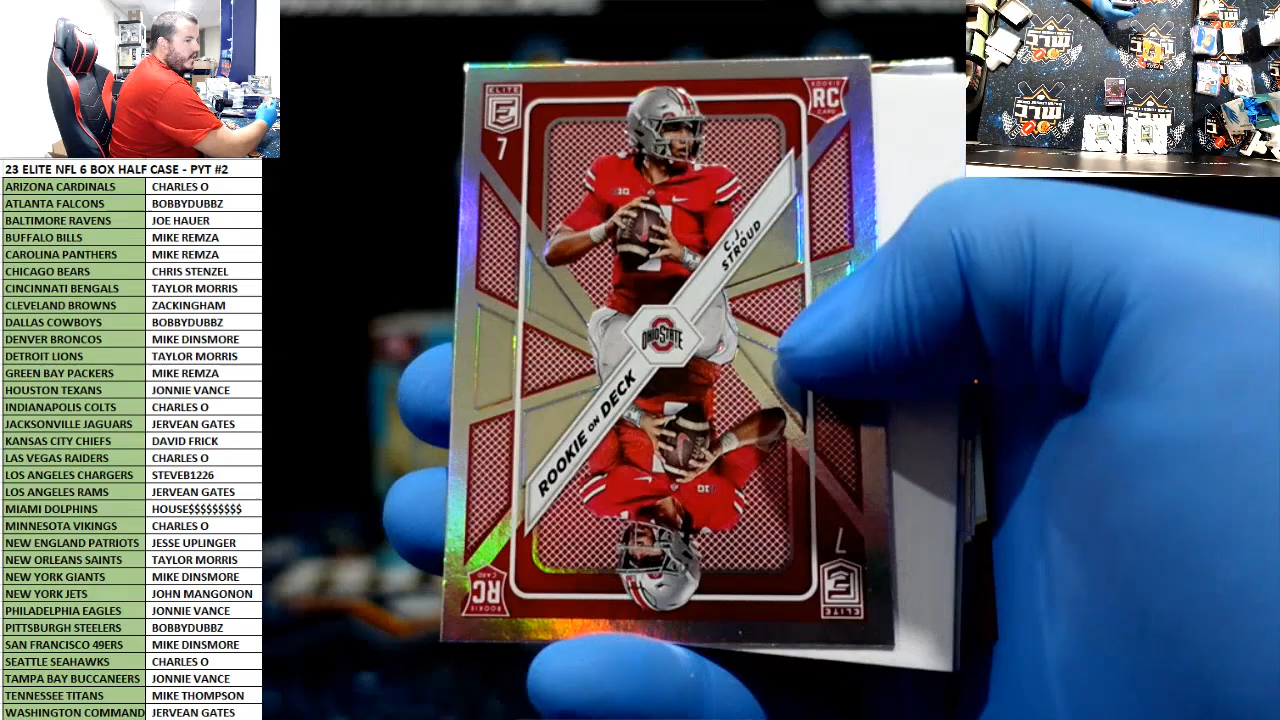 23 ELITE NFL 6 BOX HALF CASE - PYT #2
ARIZONA CARDINALS CHARLES O
ATLANTA FALCONS BOBBYDUBBZ
BALTIMORE RAVENS JOE HAUER
BUFFALO BILLS MIKE REMZA
CAROLINA PANTHERS MIKE REMZA
CHICAGO BEARS CHRIS STENZEL
CINCINNATI BENGALS TAYLOR MORRIS
CLEVELAND BROWNS ZACKINGHAM
DALLAS COWBOYS BOBBYDUBBZ
DENVER BRONCOS MIKE DINSMORE
DETROIT LIONS TAYLOR MORRIS
GREEN BAY PACKERS MIKE REMZA
HOUSTON TEXANS JONNIE VANCE
INDIANAPOLIS COLTS CHARLES O
JACKSONVILLE JAGUARS JERVEAN GATES
KANSAS CITY CHIEFS DAVID FRICK
LAS VEGAS RAIDERS CHARLES O
LOS ANGELES CHARGERS STEVEB1226
LOS ANGELES RAMS JERVEAN GATES
MIAMI DOLPHINS HOUSE$$$$$$$$$
MINNESOTA VIKINGS CHARLES O
NEW ENGLAND PATRIOTS JESSE UPLINGER
NEW ORLEANS SAINTS TAYLOR MORRIS
NEW YORK GIANTS MIKE DINSMORE
NEW YORK JETS JOHN MANGONON
PHILADELPHIA EAGLES JONNIE VANCE
PITTSBURGH STEELERS BOBBYDUBBZ
SAN FRANCISCO 49ERS MIKE DINSMORE
SEATTLE SEAHAWKS CHARLES O
TAMPA BAY BUCCANEERS JONNIE VANCE
TENNESSEE TITANS MIKE THOMPSON
WASHINGTON COMMAND JERVEAN GATES
ELITE
E
7
ROOKIE
RC
CARD
C.J.
STROUD
OHIO STATE
ROOKIE ON DECK
7
E
ELITE
ROOKIE
RC
CARD